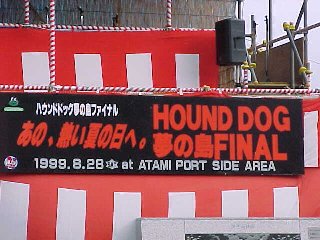 ハウンドドック夢の島ファイナル
あの、熱い夏の日へ。
HOUND DOG
夢の島FINAL
1999.8.28 at ATAMI PORT SIDE AREA